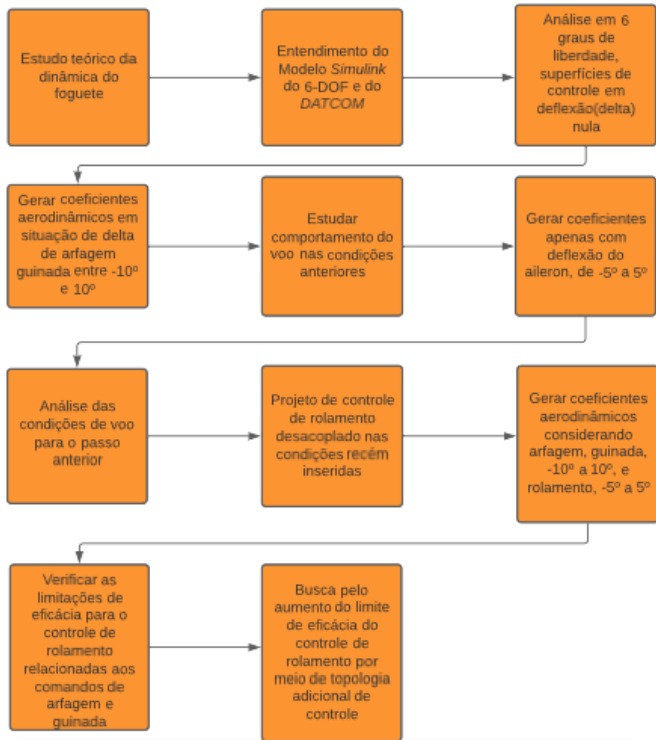 Estudo teórico da
dinâmica do
foguete
Entendimento do
Modelo Simulink
do 6-DOF e do
DATCOM
Análise em 6
graus de
liberdade,
superfícies de
controle em
deflexão(delta)
nula
Gerar coeficientes
aerodinâmicos em
situação de delta
de arfagem
guinada entre -10º
e 10º
Estudar
comportamento do
voo nas condições
anteriores
Gerar coeficientes
apenas com
deflexão do
aileron, de -5º a 5º
Análise das
condições de voo
para o passo
anterior
Projeto de controle
de rolamento
desacoplado nas
condições recém
inseridas
Gerar coeficientes
aerodinâmicos
considerando
arfagem, guinada,
-10º a 10º, e
rolamento, -5º a 5º
Verificar as
limitações de
eficácia para o
controle de
rolamento
relacionadas aos
comandos de
arfagem e
guinada
Busca pelo
aumento do limite
de eficácia do
controle de
rolamento por
meio de topologia
adicional de
controle